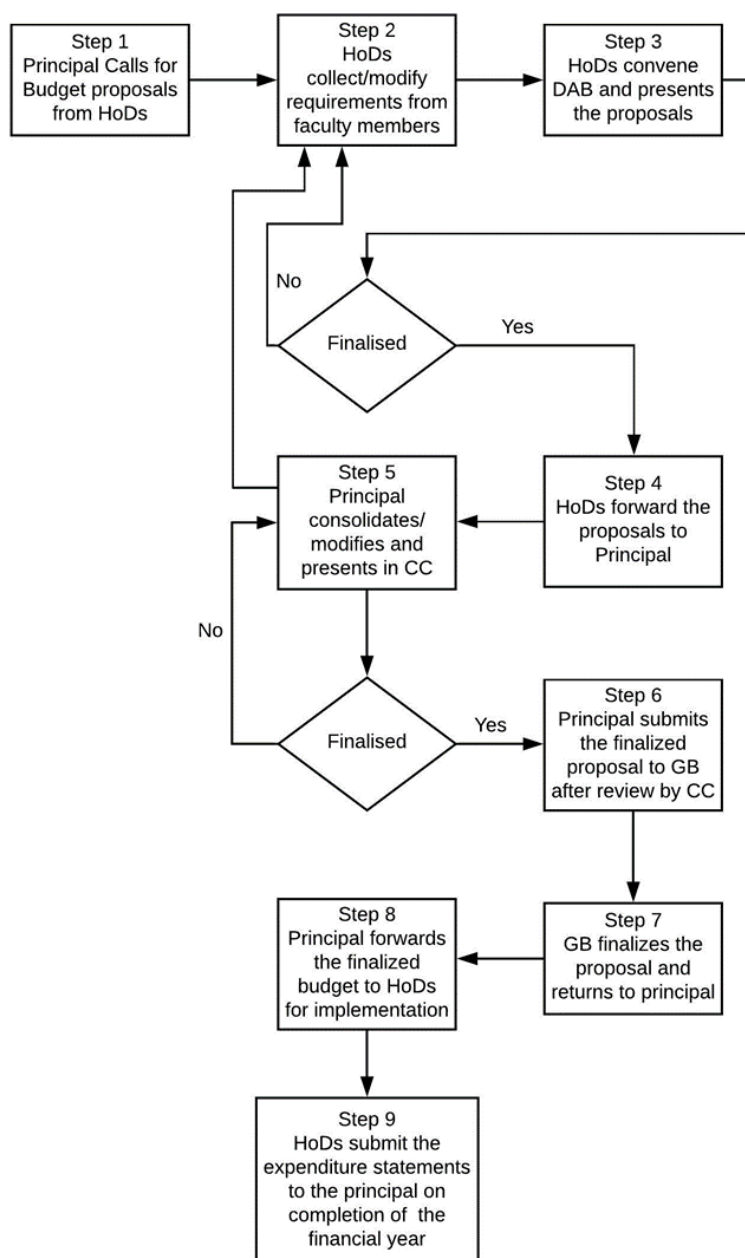 Step 1
Principal Calls for
Budget proposals
from HoDs
Step 2
HoDs
collect/modify
requirements from
faculty members
Step 3
HoDs convene
DAB and presents
the proposals
No
Finalised
Yes
Step 4
HoDs forward the
proposals to
Principal
Step 5
Principal
consolidates/
modifies and
presents in CC
No
Finalised
Yes
Step 6
Principal submits
the finalized
proposal to GB
after review by CC
Step 7
GB finalizes the
proposal and
returns to principal
Step 8
Principal forwards
the finalized
budget to HoDs
for implementation
Step 9
HoDs submit the
expenditure statements
to the principal on
completion of the
financial year